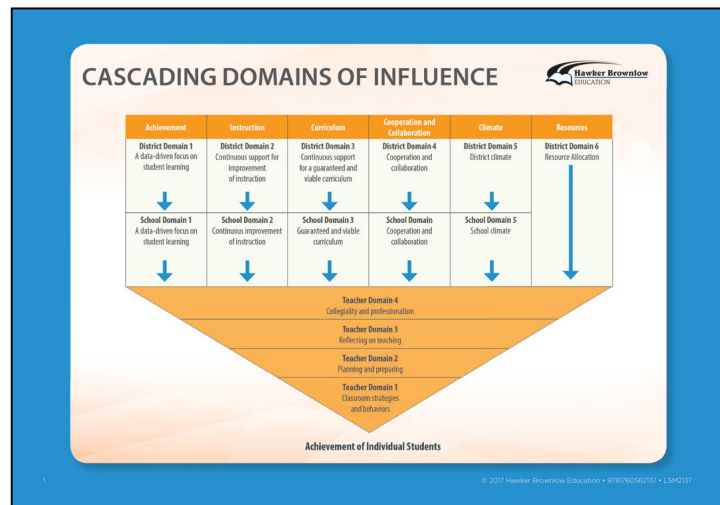 CASCADING DOMAINS OF INFLUENCE
Hawker Brownlow
EDUCATION
Achievement
Instruction
Curriculum
Cooperation and
Collaboration
Climate
Resources
District Domain 1
A data-driven focus on
student learning
District Domain 2
Continuous support for
improvement
of instruction
District Domain 3
Continuous support
for a guaranteed and
viable curriculum
District Domain 4
Cooperation and
collaboration
District Domain 5
District climate
District Domain 6
Resource Allocation
School Domain 1
A data-driven focus on
student learning
School Domain 2
Continuous improvement
of instruction
School Domain 3
Guaranteed and viable
curriculum
School Domain
Cooperation and
collaboration
School Domain 5
School climate
Teacher Domain 4
Collegiality and professionalism
Teacher Domain 3
Reflecting on teaching
Teacher Domain 2
Planning and preparing
Teacher Domain 1
Classroom strategies
and behaviors
Achievement of Individual Students
1
© 2017 Hawker Brownlow Education • 9781760562137 • LSM2137